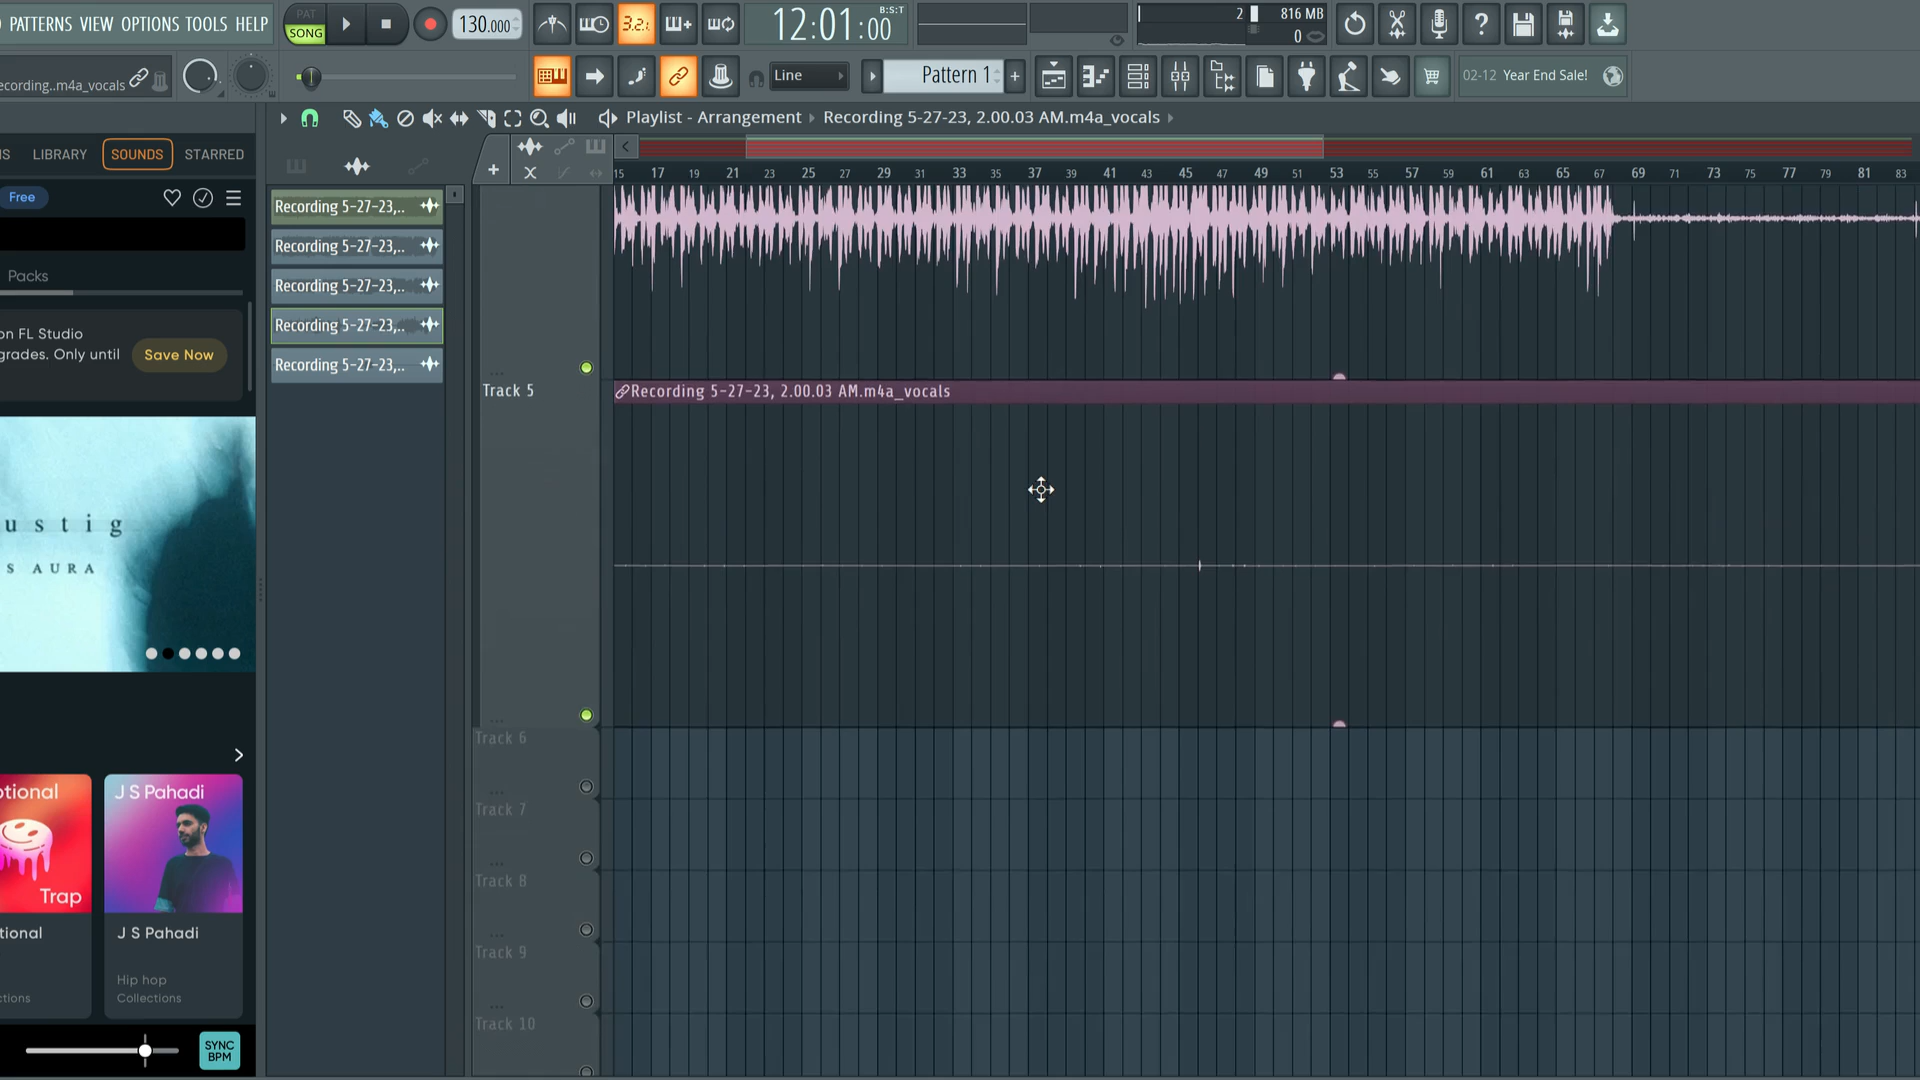 PATTERNS VIEW OPTIONS TOOLS HELP
PAT
SONG
130.000
3.2.
12:01:00
B:S:T
2
816 MB
0
ecording..m4a_vocals
Line
Pattern 1
+
02-12 Year End Sale!
Playlist - Arrangement
Recording 5-27-23, 2.00.03 AM.m4a_vocals
LIBRARY
SOUNDS
STARRED
15 17 19 21 23 25 27 29 31 33 35 37 39 41 43 45 47 49 51 53 55 57 59 61 63 65 67 69 71 73 75 77 79 81 83
Free
Recording 5-27-23,..
Recording 5-27-23,..
Recording 5-27-23,..
Recording 5-27-23,..
Recording 5-27-23,..
Packs
on FL Studio
grades. Only until
Save Now
Track 5
Recording 5-27-23, 2.00.03 AM.m4a_vocals
u s t i g
S AURA
Track 6
Track 7
Track 8
Track 9
Track 10
otional
Trap
J S Pahadi
tional
J S Pahadi
Hip hop
ctions
Collections
SYNC
BPM